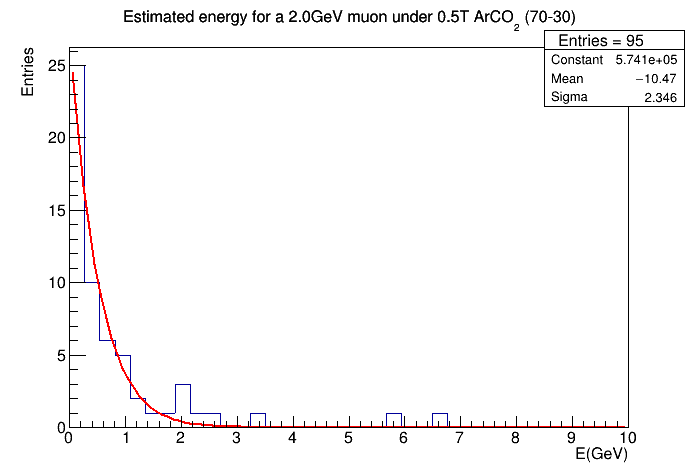 Estimated energy for a 2.0GeV muon under 0.5T ArCO2 (70-30)
Entries = 95
Constant 5.741e+05
Mean −10.47
Sigma 2.346
Entries
25
20
15
10
5
0
0 1 2 3 4 5 6 7 8 9 10
E(GeV)